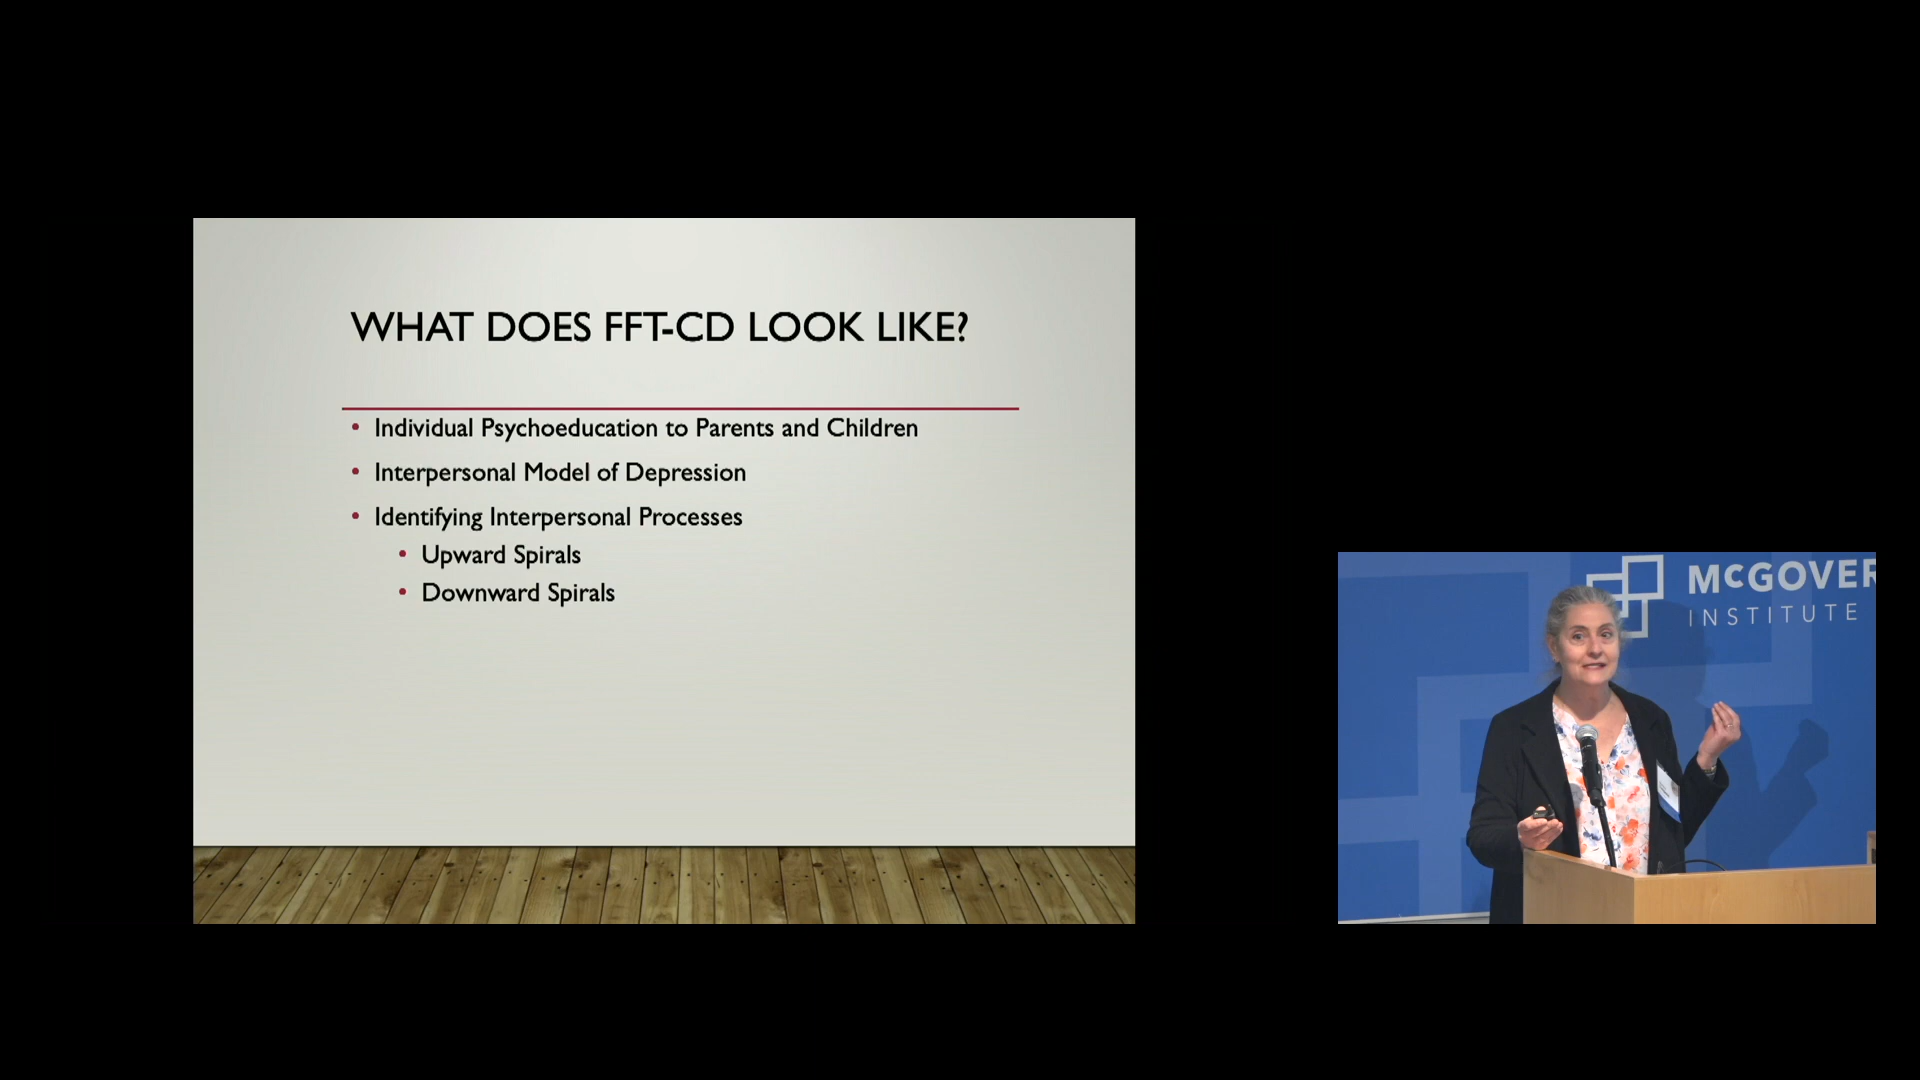 WHAT DOES FFT-CD LOOK LIKE?
• Individual Psychoeducation to Parents and Children
• Interpersonal Model of Depression
• Identifying Interpersonal Processes
• Upward Spirals
• Downward Spirals
McGOVER
INSTITUTE